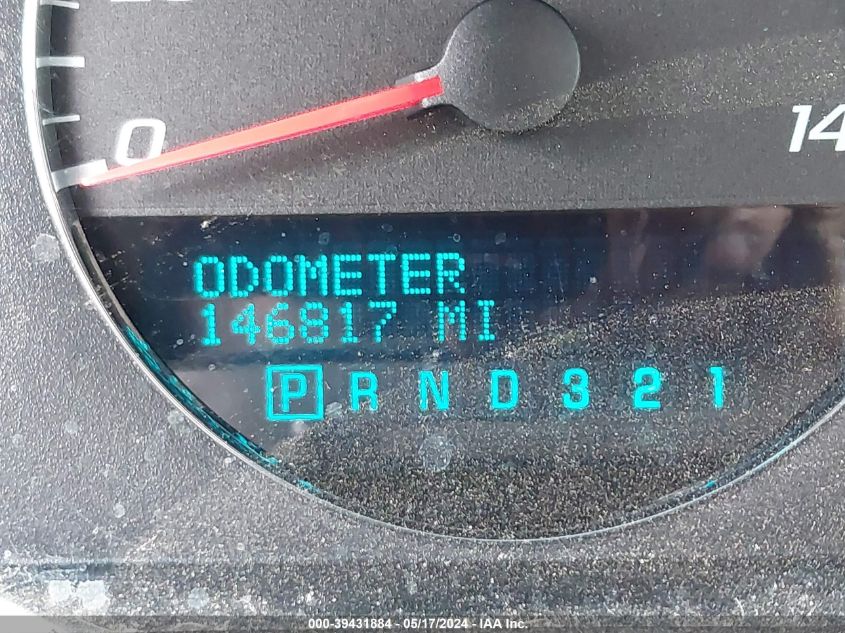 0
14
ODOMETER
146817 MI
P R N D 3 2 1
000-39431884 - 05/17/2024 - IAA Inc.